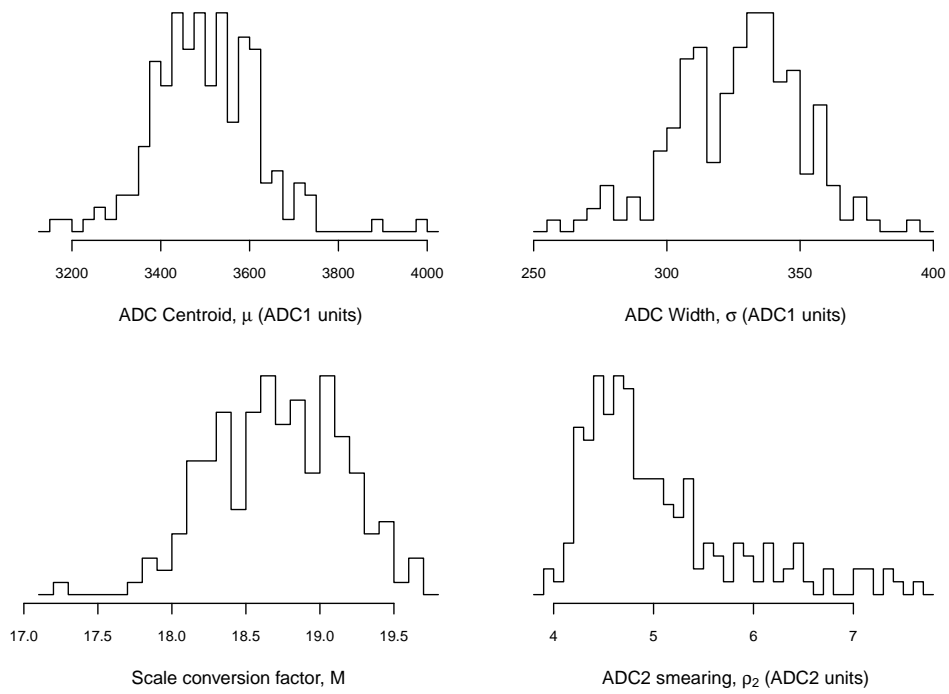 3200 3400 3600 3800 4000
ADC Centroid, μ (ADC1 units)
250 300 350 400
ADC Width, σ (ADC1 units)
17.0 17.5 18.0 18.5 19.0 19.5
Scale conversion factor, M
4 5 6 7
ADC2 smearing, ρ₂ (ADC2 units)